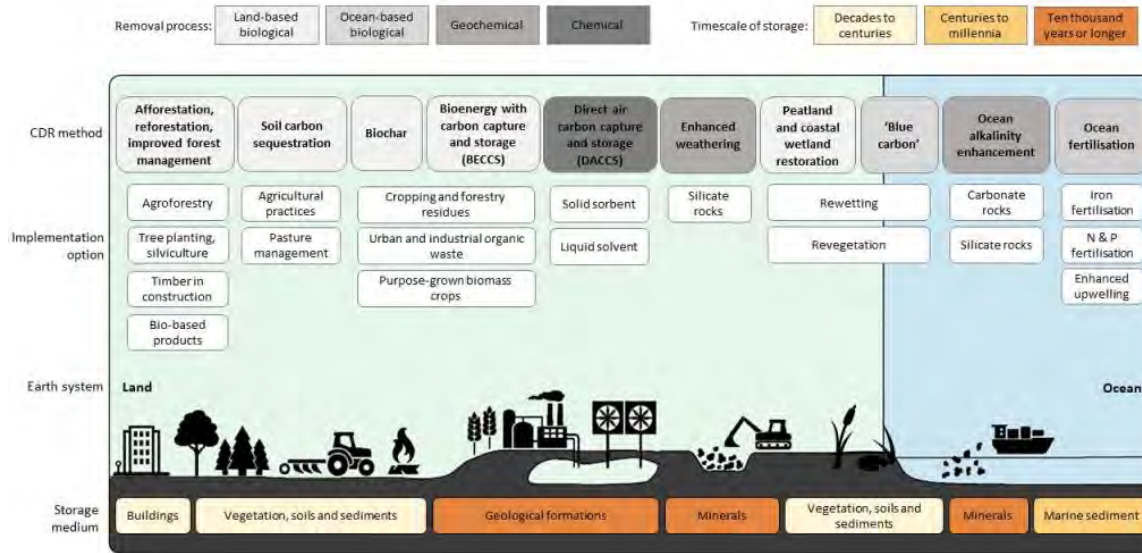 Removal process:
Land-based
biological
Ocean-based
biological
Geochemical
Chemical
Timescale of storage:
Decades to
centuries
Centuries to
millennia
Ten thousand
years or longer
CDR method
Afforestation,
reforestation,
improved forest
management
Soil carbon
sequestration
Biochar
Bioenergy with
carbon capture
and storage
(BECCS)
Direct air
carbon capture
and storage
(DACCS)
Enhanced
weathering
Peatland
and coastal
wetland
restoration
'Blue
carbon'
Ocean
alkalinity
enhancement
Ocean
fertilisation
Implementation
option
Agroforestry
Tree planting,
silviculture
Timber in
construction
Bio-based
products
Agricultural
practices
Pasture
management
Cropping and forestry
residues
Urban and industrial organic
waste
Purpose-grown biomass
crops
Solid sorbent
Liquid solvent
Silicate
rocks
Rewetting
Revegetation
Carbonate
rocks
Silicate rocks
Iron
fertilisation
N & P
fertilisation
Enhanced
upwelling
Earth system
Land
Ocean
Storage
medium
Buildings
Vegetation, soils and sediments
Geological formations
Minerals
Vegetation, soils and
sediments
Minerals
Marine sediment